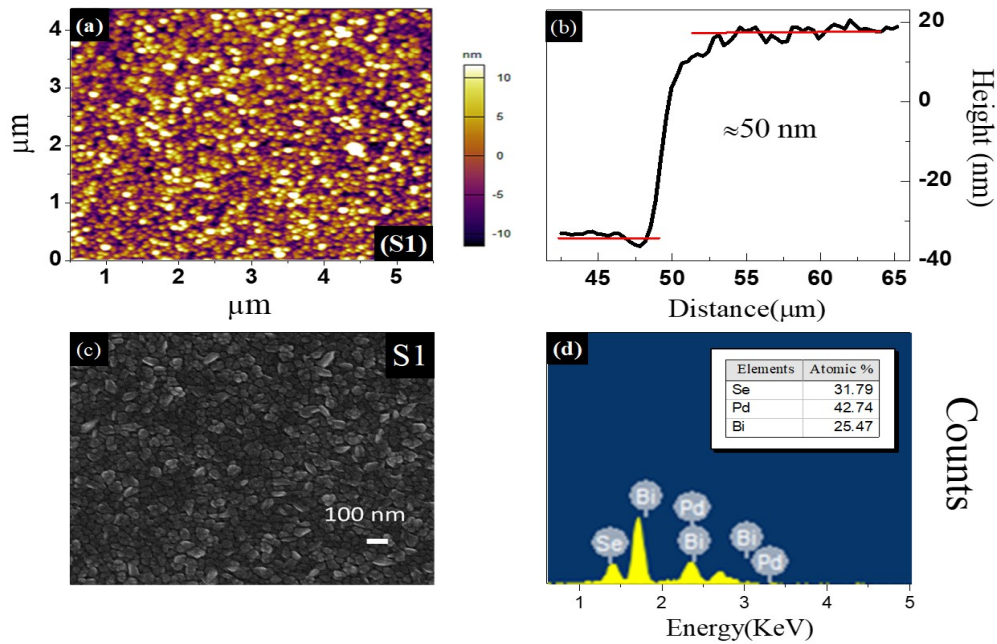 (a)
µm
4
3
2
1
0
1 2 3 4 5
µm
(S1)
nm
10
5
0
-5
-10
(b)
≈50 nm
20
0
-20
-40
Height (nm)
45 50 55 60 65
Distance(µm)
(c)
S1
100 nm
(d)
Elements Atomic %
Se 31.79
Pd 42.74
Bi 25.47
Se
Bi
Pd
Bi
Bi
Pd
1 2 3 4 5
Energy(KeV)
Counts